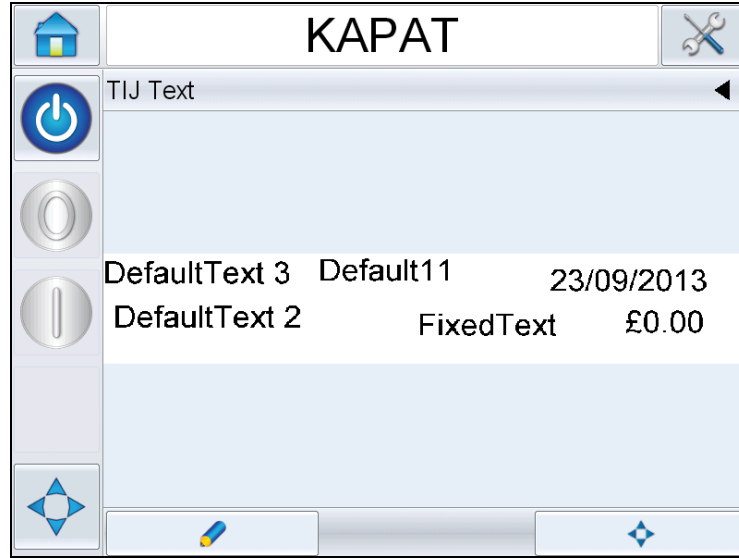 KAPAT
TIJ Text
DefaultText 3 Default11 23/09/2013
DefaultText 2 FixedText £0.00